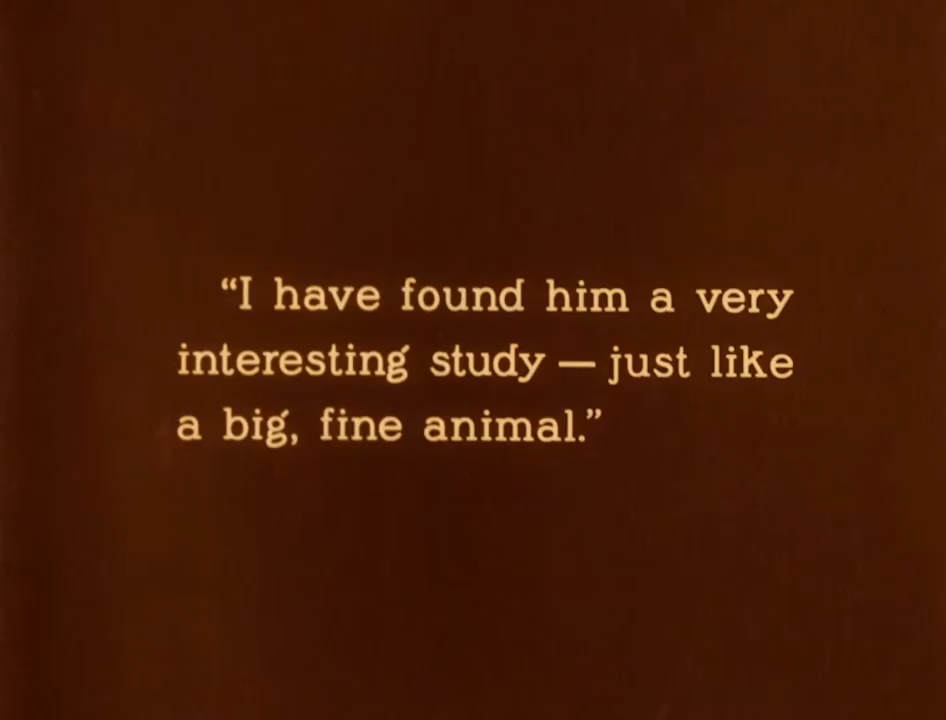 “I have found him a very
interesting study — just like
a big, fine animal.”